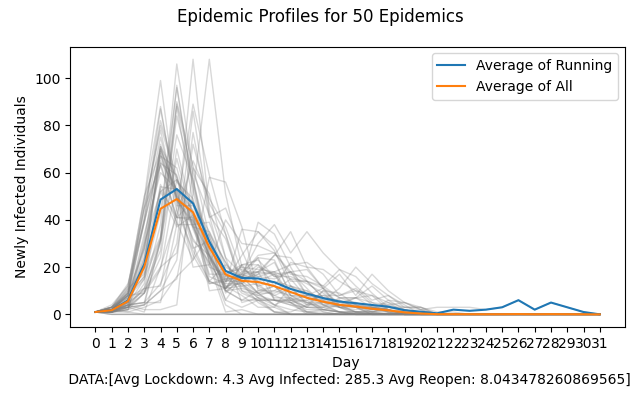 Epidemic Profiles for 50 Epidemics
Average of Running
Average of All
Newly Infected Individuals
100
80
60
40
20
0
0 1 2 3 4 5 6 7 8 9 10 11 12 13 14 15 16 17 18 19 20 21 22 23 24 25 26 27 28 29 30 31
Day
DATA:[Avg Lockdown: 4.3 Avg Infected: 285.3 Avg Reopen: 8.043478260869565]